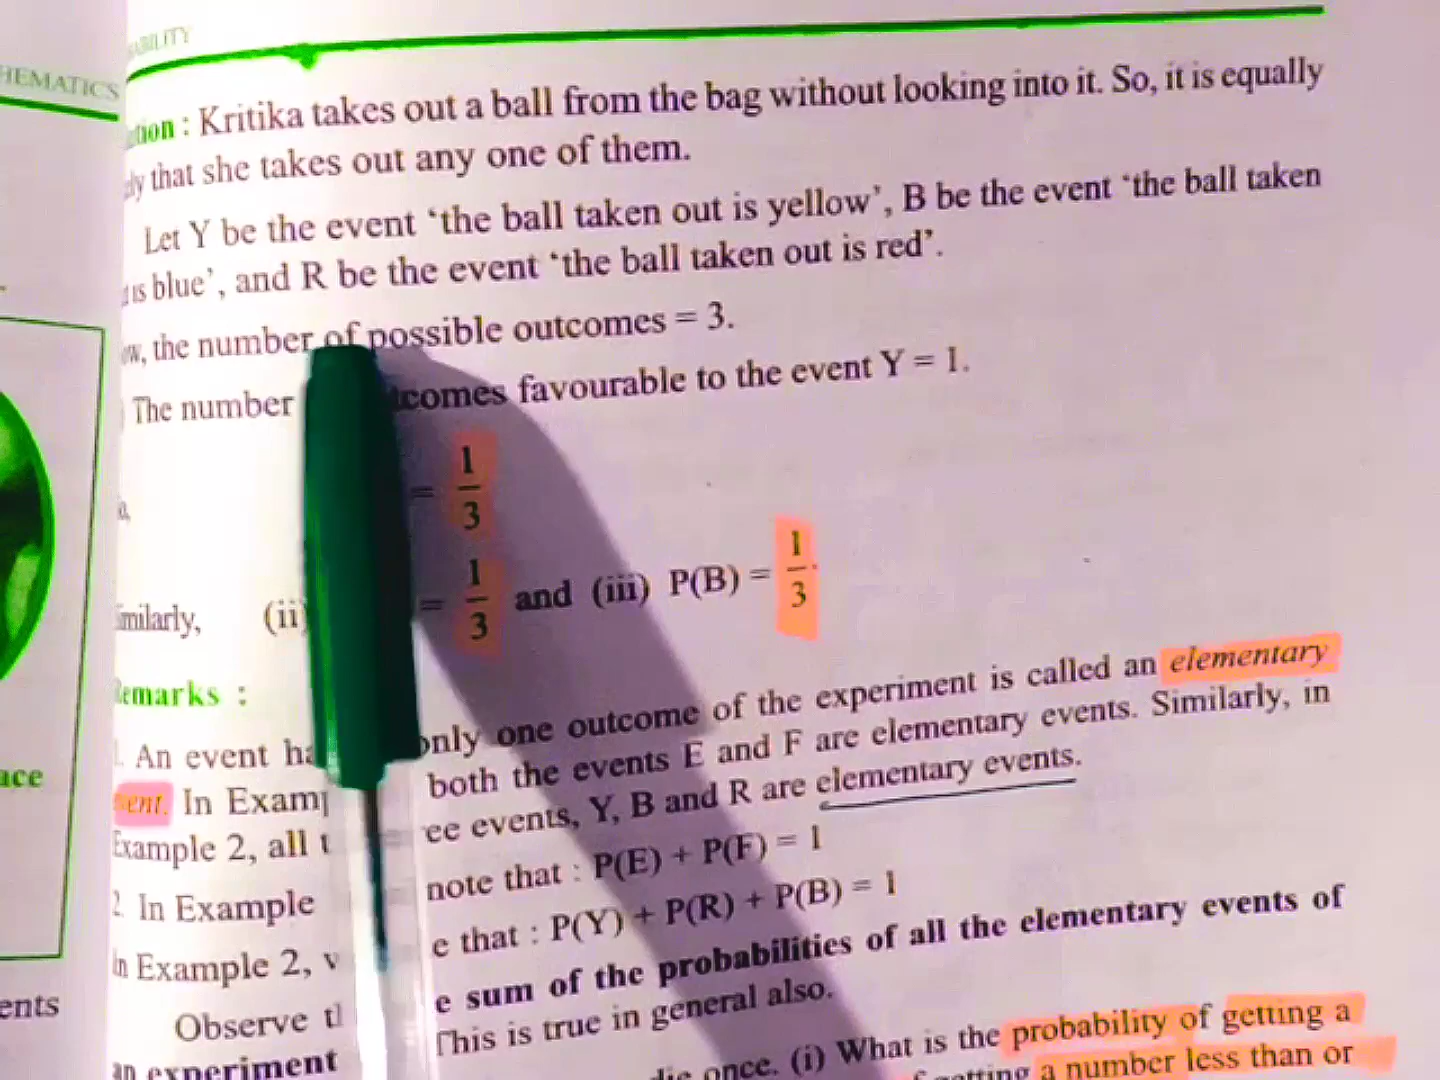 HEMATICS
Kritika takes out a ball from the bag without looking into it. So, it is equally
that she takes out any one of them.
Let Y be the event ‘the ball taken out is yellow’, B be the event ‘the ball taken
is blue’, and R be the event ‘the ball taken out is red’.
the number of possible outcomes = 3.
The number comes favourable to the event Y = 1.
= 1/3
(ii) = 1/3 and (iii) P(B) = 1/3.
emarks :
An event ha only one outcome of the experiment is called an elementary
In Examp both the events E and F are elementary events. Similarly, in
Example 2, all t ee events, Y, B and R are elementary events.
2. In Example note that : P(E) + P(F) = 1
In Example 2, v e that : P(Y) + P(R) + P(B) = 1
Observe t e sum of the probabilities of all the elementary events of
an experiment This is true in general also.
once. (i) What is the probability of getting a
a number less than or
ents